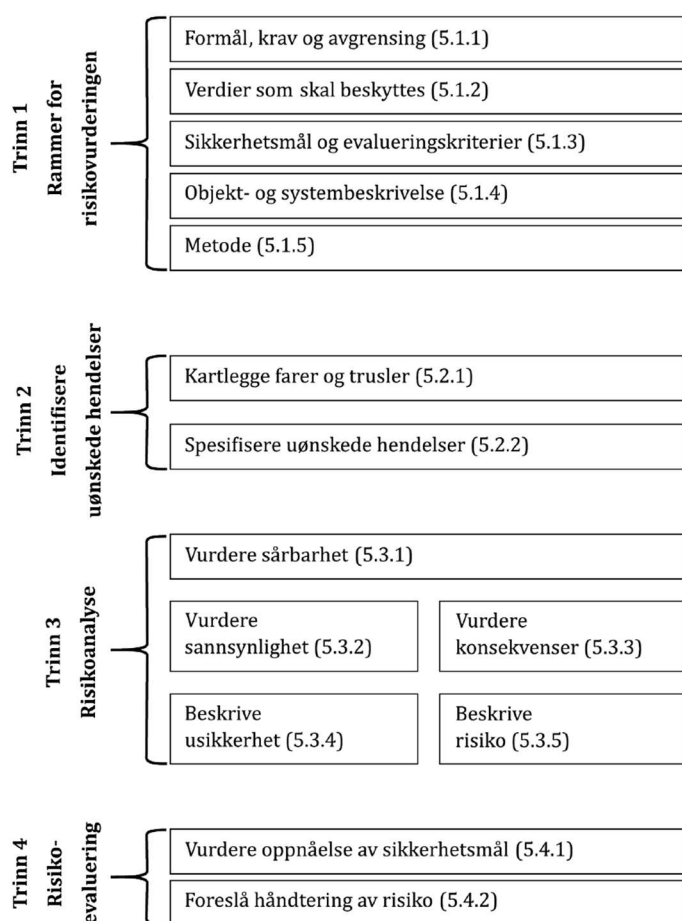 Trinn 1
Rammer for
risikovurderingen
Formål, krav og avgrensing (5.1.1)
Verdier som skal beskyttes (5.1.2)
Sikkerhetsmål og evalueringskriterier (5.1.3)
Objekt- og systembeskrivelse (5.1.4)
Metode (5.1.5)
Trinn 2
Identifisere
uønskede hendelser
Kartlegge farer og trusler (5.2.1)
Spesifisere uønskede hendelser (5.2.2)
Trinn 3
Risikoanalyse
Vurdere sårbarhet (5.3.1)
Vurdere
sannsynlighet (5.3.2)
Vurdere
konsekvenser (5.3.3)
Beskrive
usikkerhet (5.3.4)
Beskrive
risiko (5.3.5)
Trinn 4
Risiko-
evaluering
Vurdere oppnåelse av sikkerhetsmål (5.4.1)
Foreslå håndtering av risiko (5.4.2)